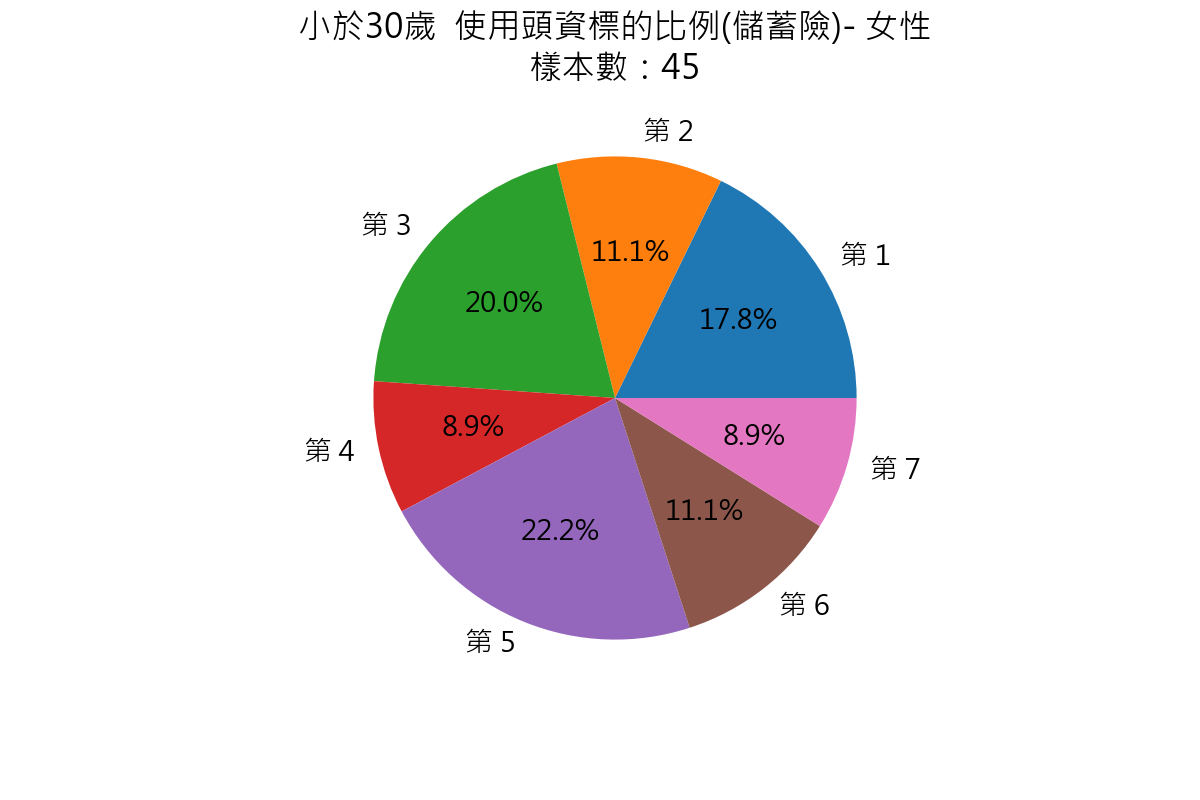 小於30歲  使用頭資標的比例(儲蓄險)- 女性
樣本數：45
第 2
第 3
第 1
11.1%
20.0%
17.8%
8.9%
8.9%
第 4
第 7
22.2%
11.1%
第 6
第 5